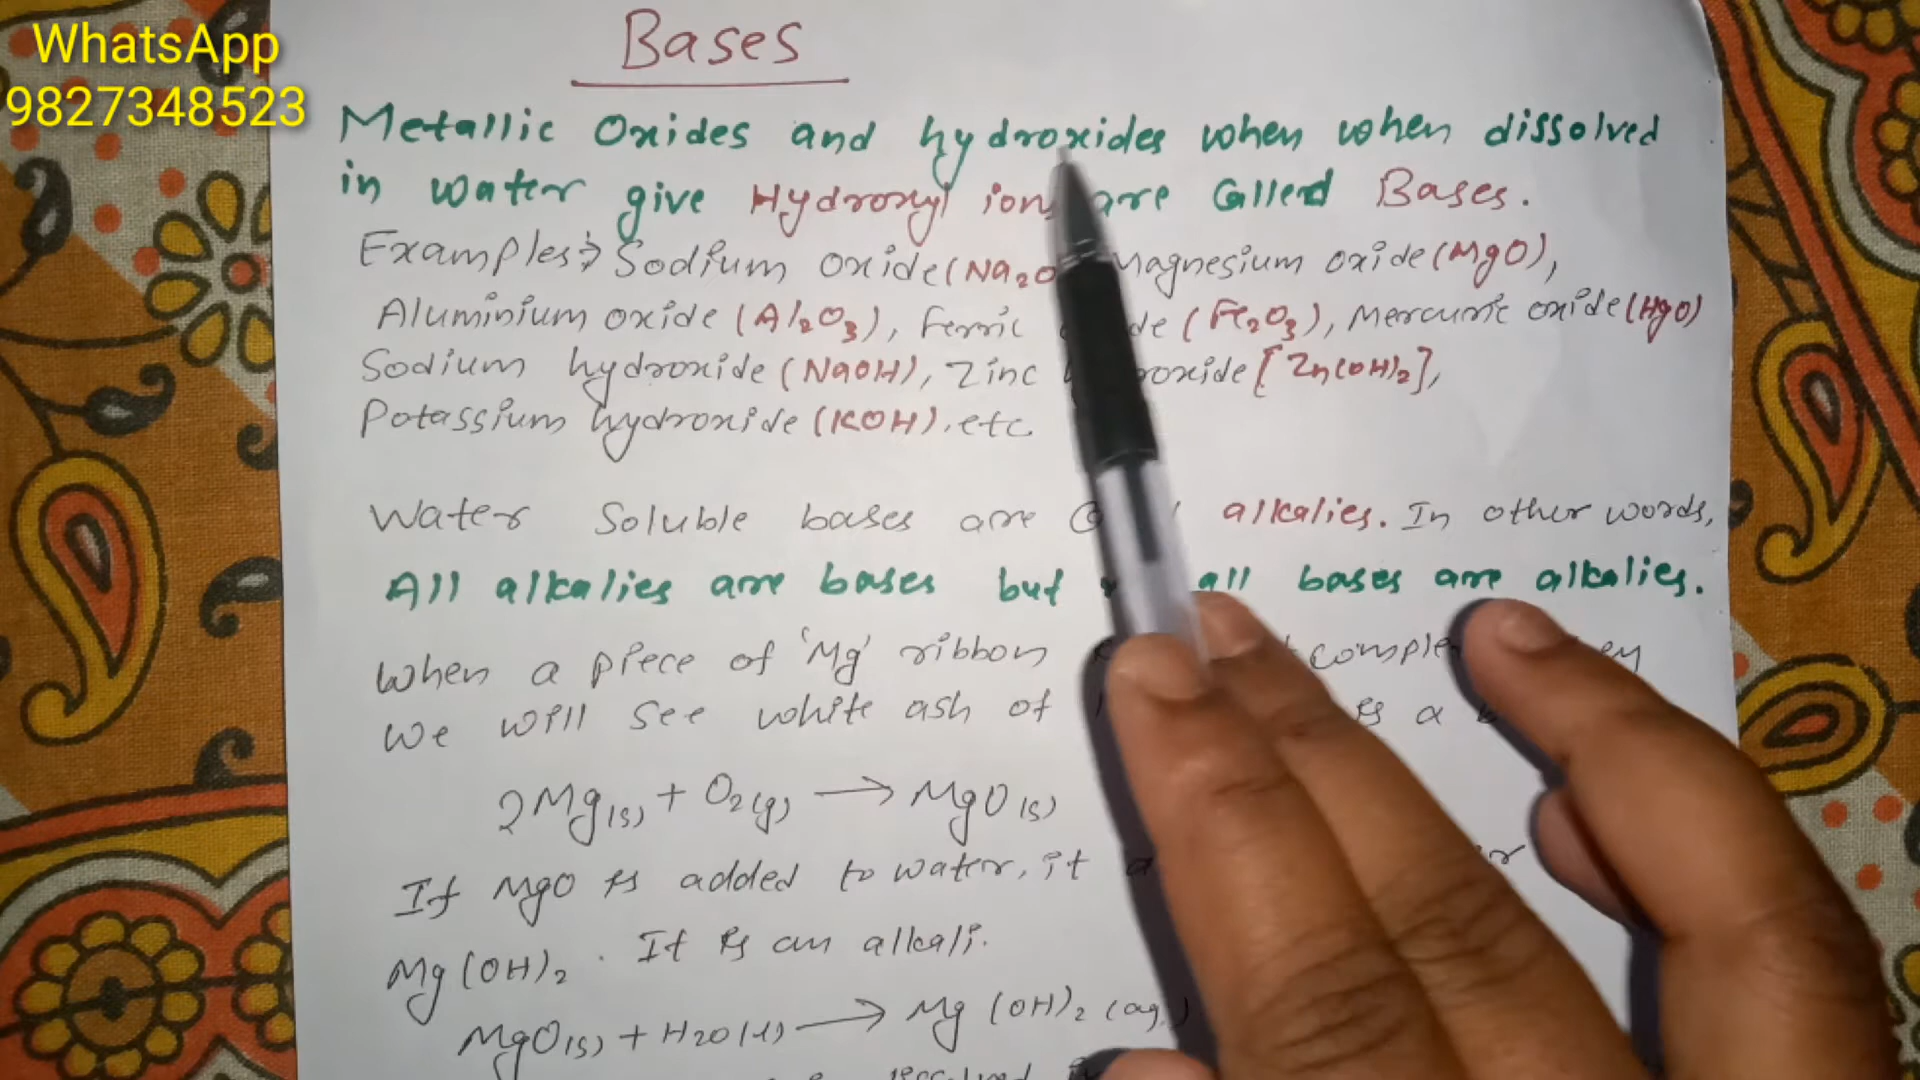 WhatsApp
9827348523
Bases
Metallic Oxides and hydroxides when when dissolved
in water give Hydroxyl ions are called Bases.
Examples:→ Sodium oxide (Na₂O Magnesium oxide (MgO),
Aluminium oxide (Al₂O₃), Ferric de (Fe₂O₃), Mercuric oxide (HgO)
Sodium hydroxide (NaOH), Zinc roxide [Zn(OH)₂],
Potassium hydroxide (KOH), etc.
Water Soluble bases are alkalies. In other words,
All alkalies are bases but all bases are alkalies.
When a piece of 'Mg' ribbon
We will see white ash of is a
2Mg(s) + O₂(g) → MgO(s)
If MgO is added to water, it
Mg(OH)₂. It is an alkali.
MgO(s) + H₂O(l) → Mg(OH)₂(aq.)